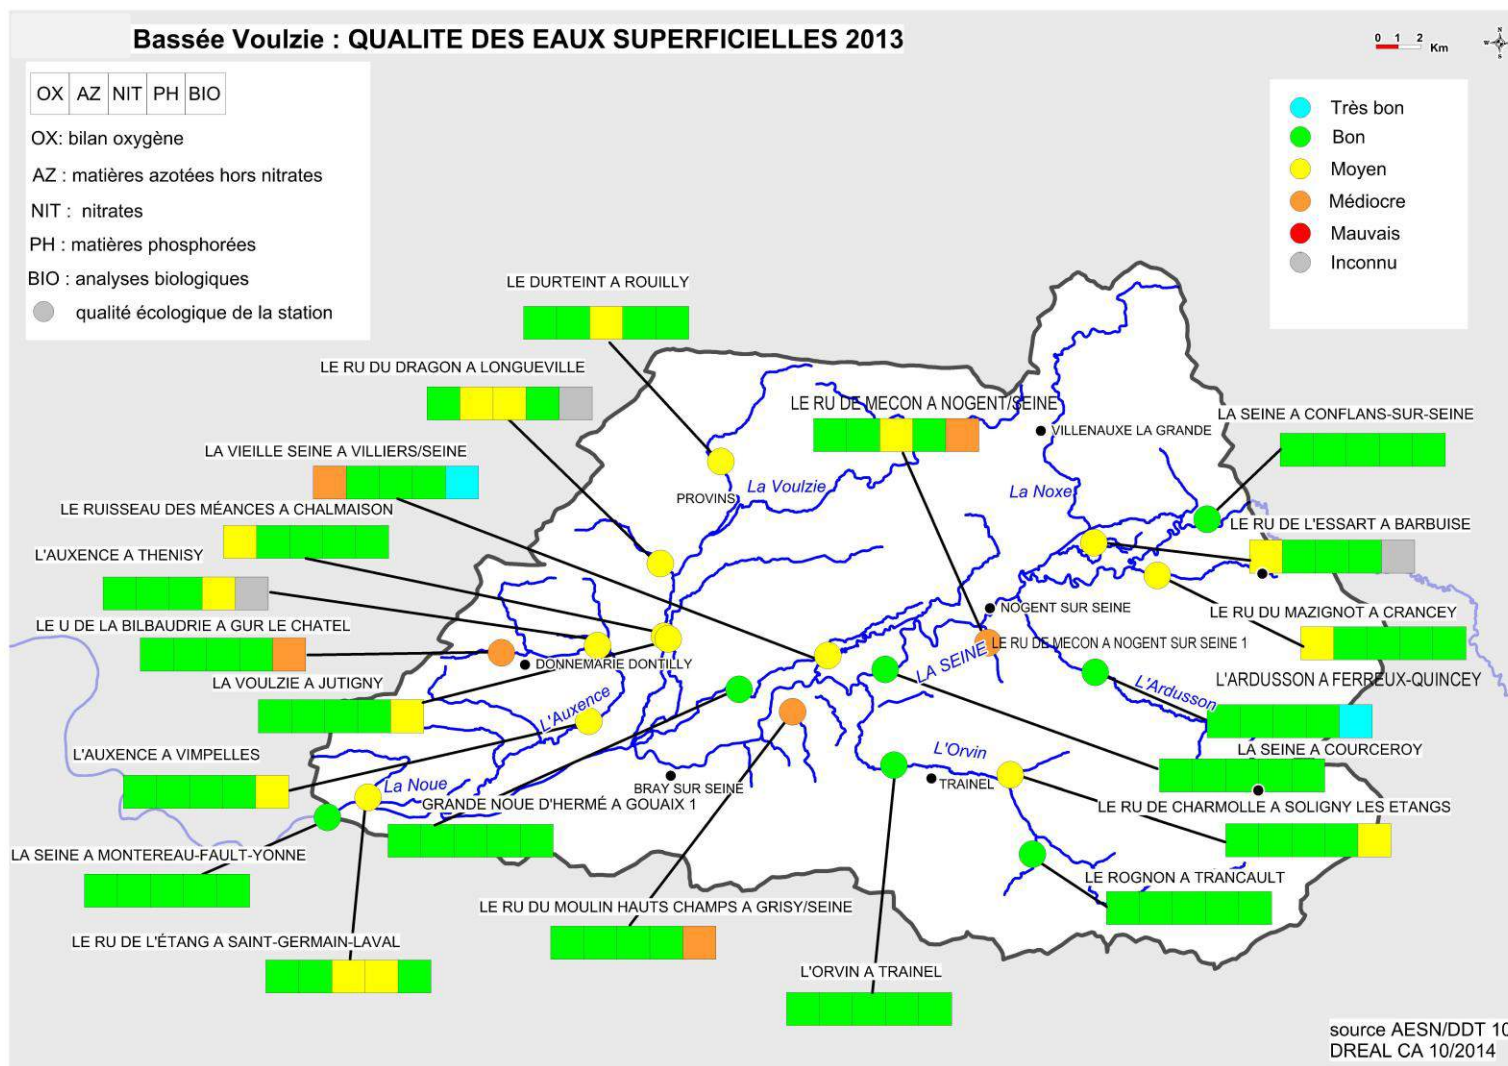 Bassée Voulzie : QUALITE DES EAUX SUPERFICIELLES 2013
0 1 2 Km
N
W
S
OX AZ NIT PH BIO
OX: bilan oxygène
AZ : matières azotées hors nitrates
NIT : nitrates
PH : matières phosphorées
BIO : analyses biologiques
qualité écologique de la station
Très bon
Bon
Moyen
Médiocre
Mauvais
Inconnu
LE DURTEINT A ROUILLY
LE RU DU DRAGON A LONGUEVILLE
LE RU DE MECON A NOGENT/SEINE
LA SEINE A CONFLANS-SUR-SEINE
VILLENAUXE LA GRANDE
LA VIEILLE SEINE A VILLIERS/SEINE
La Voulzie
La Noxe
PROVINS
LE RUISSEAU DES MÉANCES A CHALMAISON
LE RU DE L'ESSART A BARBUISE
L'AUXENCE A THENISY
NOGENT SUR SEINE
LE RU DU MAZIGNOT A CRANCEY
LE U DE LA BILBAUDRIE A GUR LE CHATEL
LE RU DE MECON A NOGENT SUR SEINE 1
DONNEMARIE DONTILLY
LA SEINE
LA VOULZIE A JUTIGNY
L'ARDUSSON A FERREUX-QUINCEY
L'Ardusson
L'Auxence
L'AUXENCE A VIMPELLES
L'Orvin
LA SEINE A COURCEROY
La Noue
BRAY SUR SEINE
TRAINEL
GRANDE NOUE D'HERMÉ A GOUAIX 1
LE RU DE CHARMOLLE A SOLIGNY LES ETANGS
LA SEINE A MONTEREAU-FAULT-YONNE
LE ROGNON A TRANCAULT
LE RU DU MOULIN HAUTS CHAMPS A GRISY/SEINE
LE RU DE L'ÉTANG A SAINT-GERMAIN-LAVAL
L'ORVIN A TRAINEL
source AESN/DDT 10
DREAL CA 10/2014